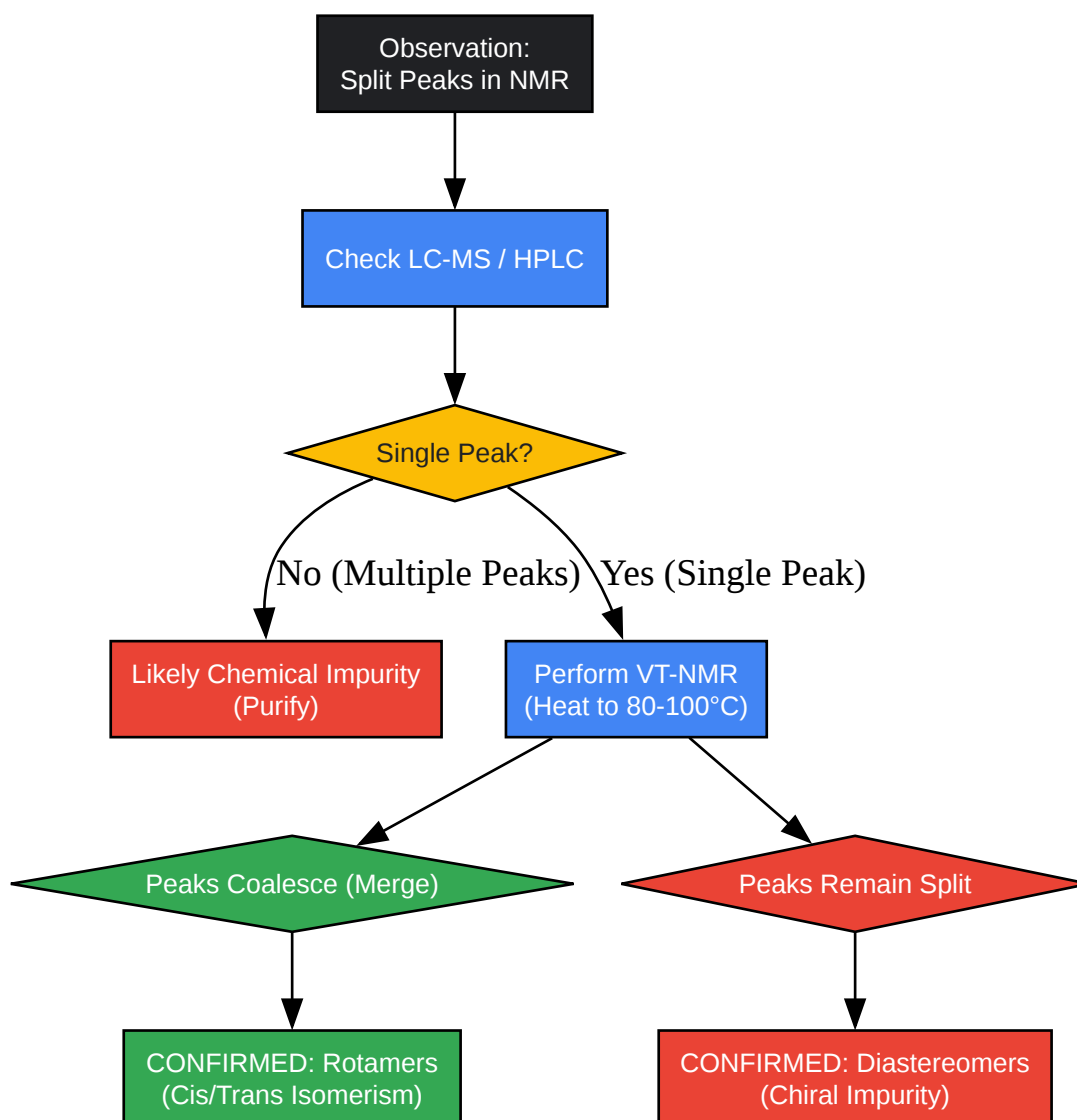 Observation:
Split Peaks in NMR
Check LC-MS / HPLC
Single Peak?
No (Multiple Peaks)
Yes (Single Peak)
Likely Chemical Impurity
(Purify)
Perform VT-NMR
(Heat to 80-100°C)
Peaks Coalesce (Merge)
Peaks Remain Split
CONFIRMED: Rotamers
(Cis/Trans Isomerism)
CONFIRMED: Diastereomers
(Chiral Impurity)